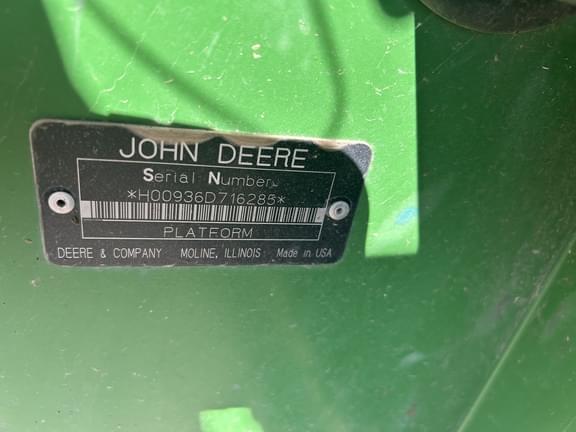 JOHN DEERE
Serial Number
*H00936D716285*
PLATFORM
DEERE & COMPANY MOLINE, ILLINOIS Made in USA